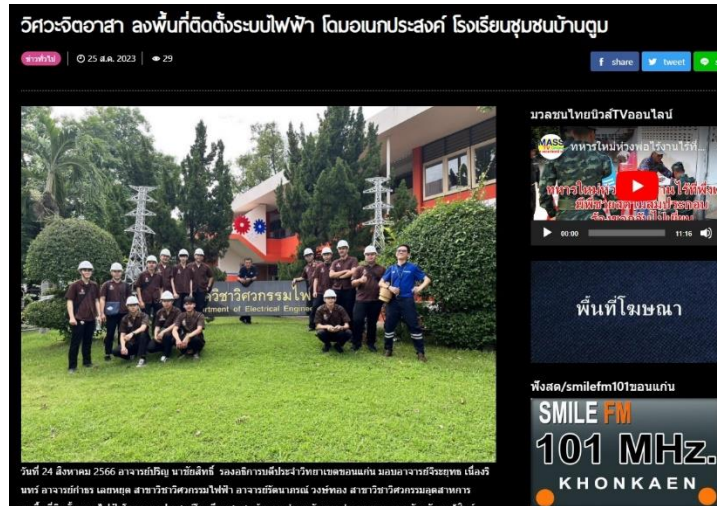 วิศวะจิตอาสา ลงพื้นที่ติดตั้งระบบไฟฟ้า โดมอเนกประสงค์ โรงเรียนชุมชนบ้านตูม
ข่าวทั่วไป
25 ส.ค. 2023
29
share
tweet
มวลชนไทยนิวส์TVออนไลน์
MASS
ทหารใหม่ห่วงพ่อไร้งานไร้ที่...
00:00
11:16
ภาควิชาวิศวกรรมไฟ
Department of Electrical Engineer
พื้นที่โฆษณา
ฟังสด/smilefm101ขอนแก่น
SMILE FM
101 MHz.
KHONKAEN
วันที่ 24 สิงหาคม 2566 อาจารย์ปริญ นาชัยสิทธิ์ รองอธิการบดีประจำวิทยาเขตขอนแก่น มอบอาจารย์จีระยุทธ เนื่องริ
นทร์ อาจารย์กำธร เลยหยุด สาขาวิชาวิศวกรรมไฟฟ้า อาจารย์รัตนาภรณ์ วงษ์ทอง สาขาวิชาวิศวกรรมอุตสาหการ